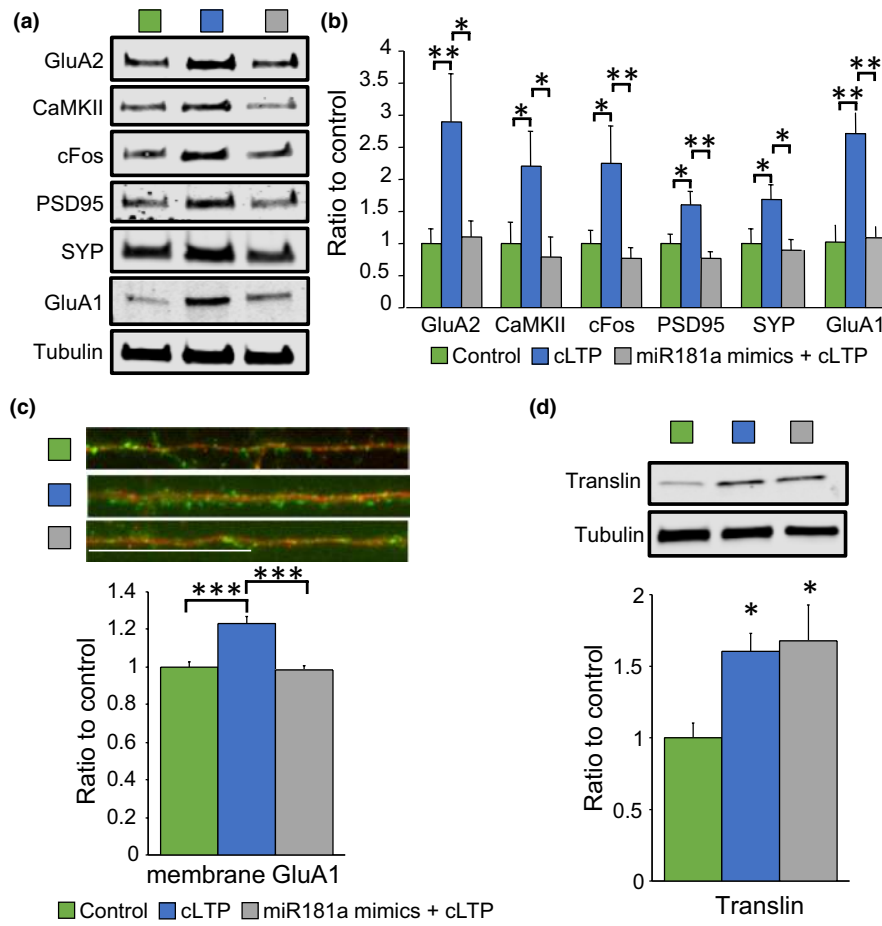 (a)
GluA2
CaMKII
cFos
PSD95
SYP
GluA1
Tubulin
(b)
Ratio to control
4
3.5
3
2.5
2
1.5
1
0.5
0
** *
* *
* **
* **
* *
** **
GluA2 CaMKII cFos PSD95 SYP GluA1
Control cLTP miR181a mimics + cLTP
(c)
Ratio to control
1.4
1.2
1
0.8
0.6
0.4
0.2
0
*** ***
membrane GluA1
Control cLTP miR181a mimics + cLTP
(d)
Translin
Tubulin
Ratio to control
2
1.5
1
0.5
0
* *
Translin